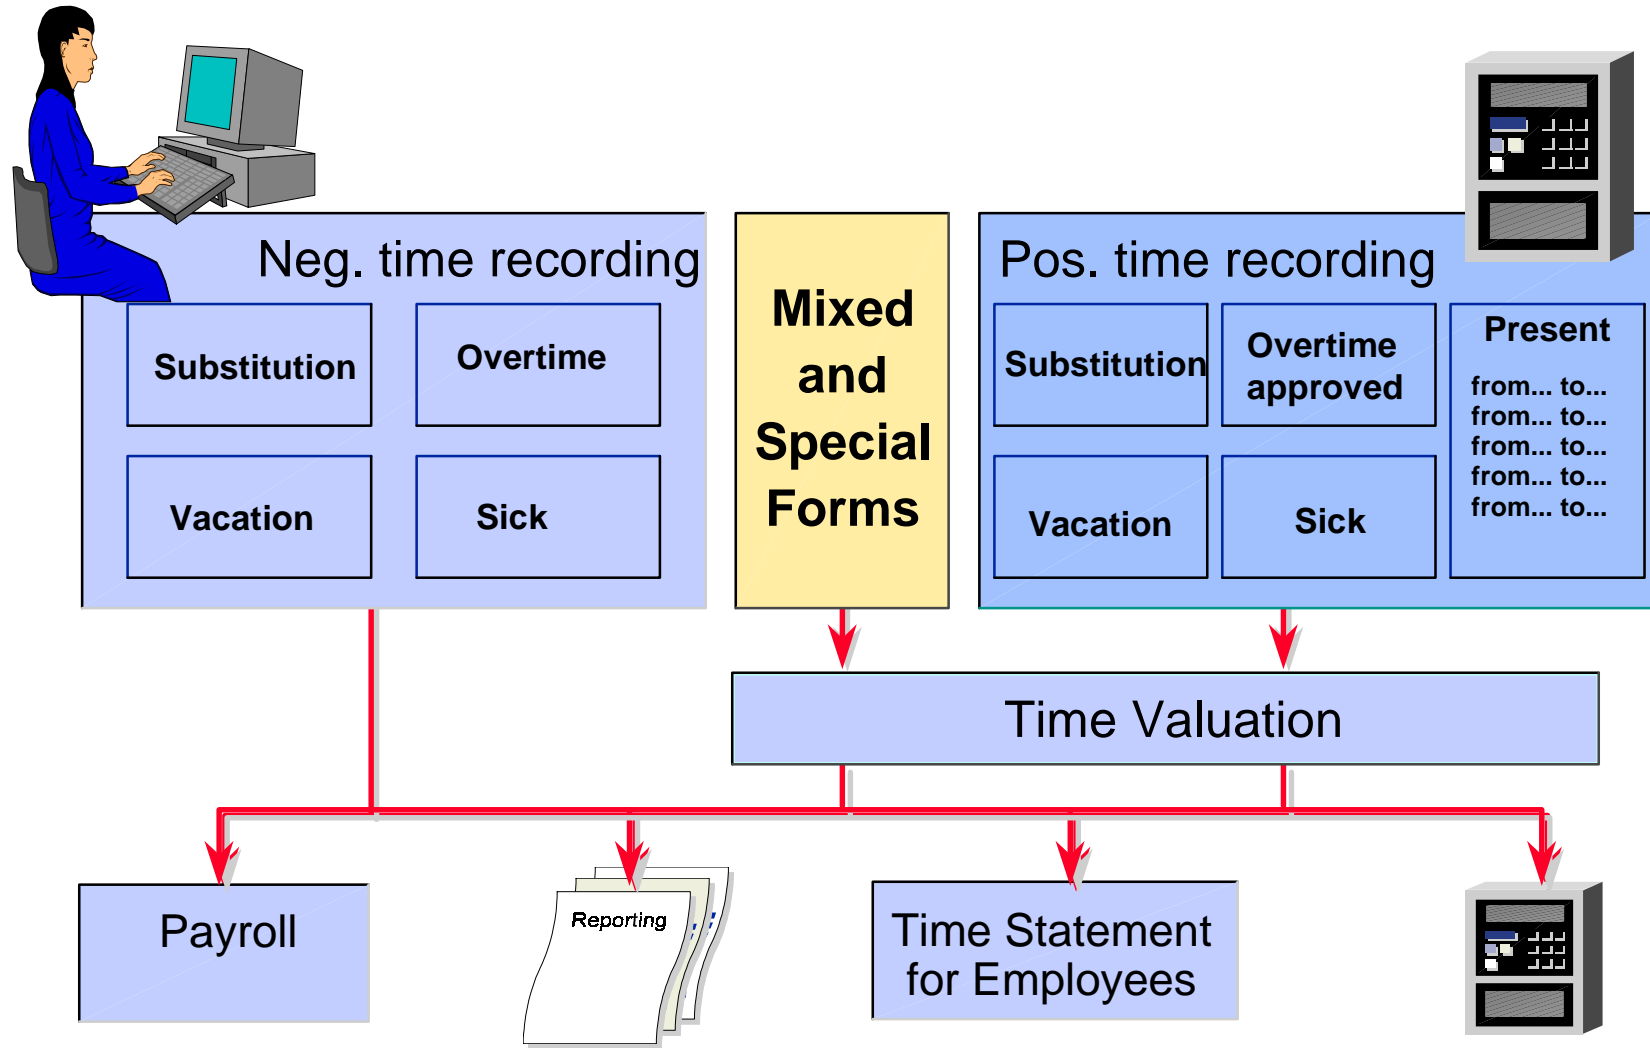 Neg. time recording
Substitution
Overtime
Vacation
Sick
Mixed
and
Special
Forms
Pos. time recording
Substitution
Overtime
approved
Present
from... to...
from... to...
from... to...
from... to...
from... to...
Vacation
Sick
Time Valuation
Payroll
Reporting
Time Statement
for Employees